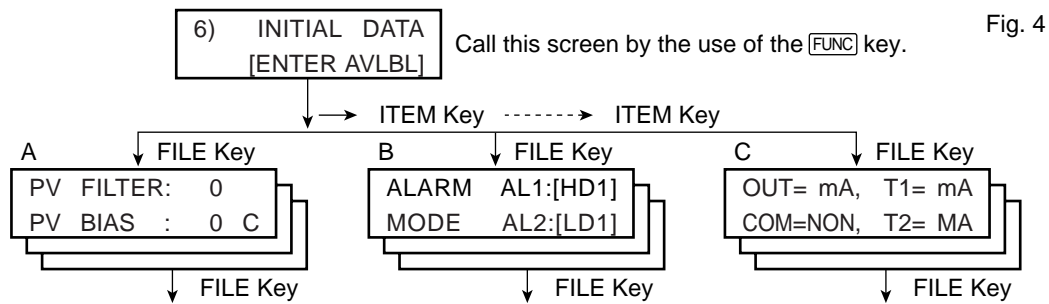 6) INITIAL DATA
[ENTER AVLBL]
Call this screen by the use of the FUNC key.
Fig. 4
ITEM Key
ITEM Key
A
FILE Key
B
FILE Key
C
FILE Key
PV FILTER: 0
PV BIAS : 0 C
ALARM AL1:[HD1]
MODE AL2:[LD1]
OUT= mA, T1= mA
COM=NON, T2= MA
FILE Key
FILE Key
FILE Key